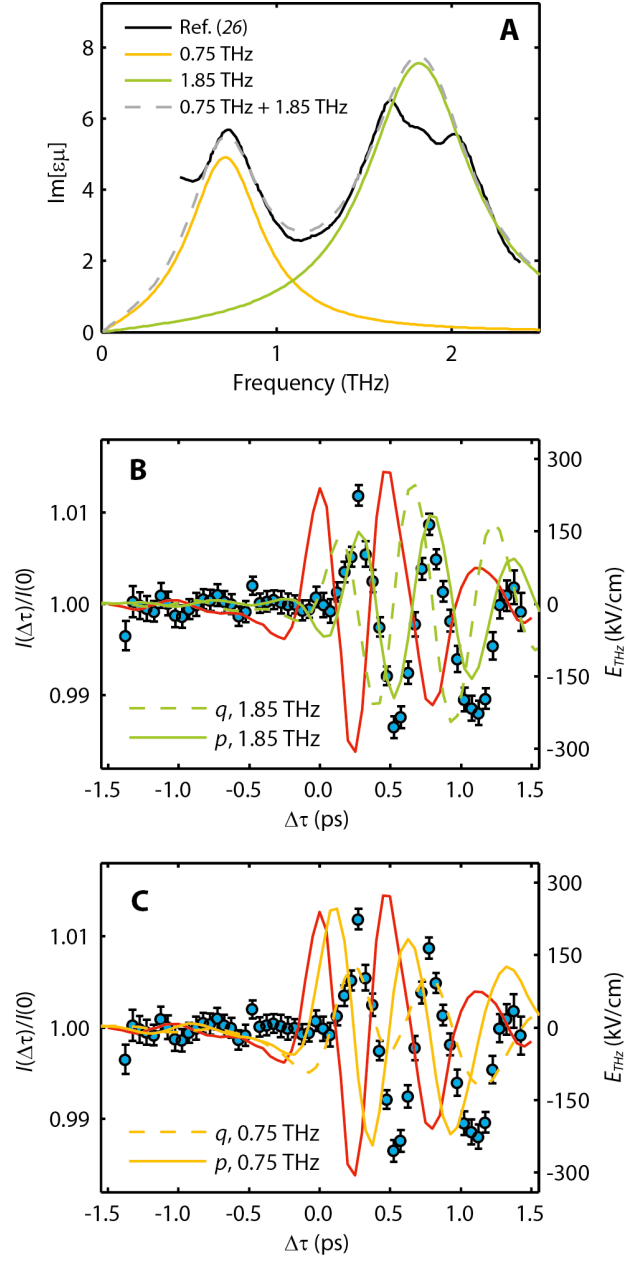 A
Ref. (26)
0.75 THz
1.85 THz
0.75 THz + 1.85 THz
8
6
4
2
0
Im[εμ]
0 1 2
Frequency (THz)
B
1.01
1.00
0.99
I(Δτ)/I(0)
300
150
0
-150
-300
E_THz (kV/cm)
q, 1.85 THz
p, 1.85 THz
-1.5 -1.0 -0.5 0.0 0.5 1.0 1.5
Δτ (ps)
C
1.01
1.00
0.99
I(Δτ)/I(0)
300
150
0
-150
-300
E_THz (kV/cm)
q, 0.75 THz
p, 0.75 THz
-1.5 -1.0 -0.5 0.0 0.5 1.0 1.5
Δτ (ps)